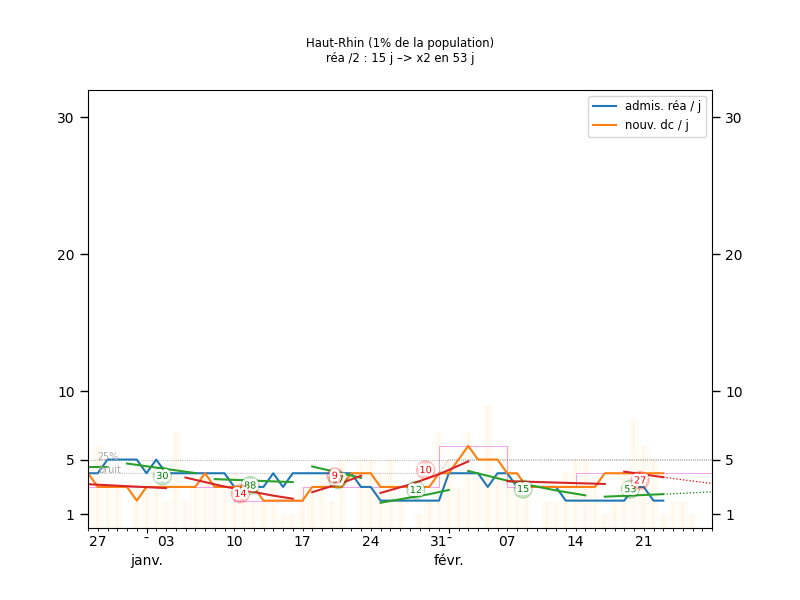 Haut-Rhin (1% de la population)
réa /2 : 15 j –> x2 en 53 j
admis. réa / j
nouv. dc / j
30 30
20 20
10 10
5 5
1 1
25%
bruit
30
14
98
9
10
12
15
53
27
27 03 10 17 24 31 07 14 21
janv. févr.